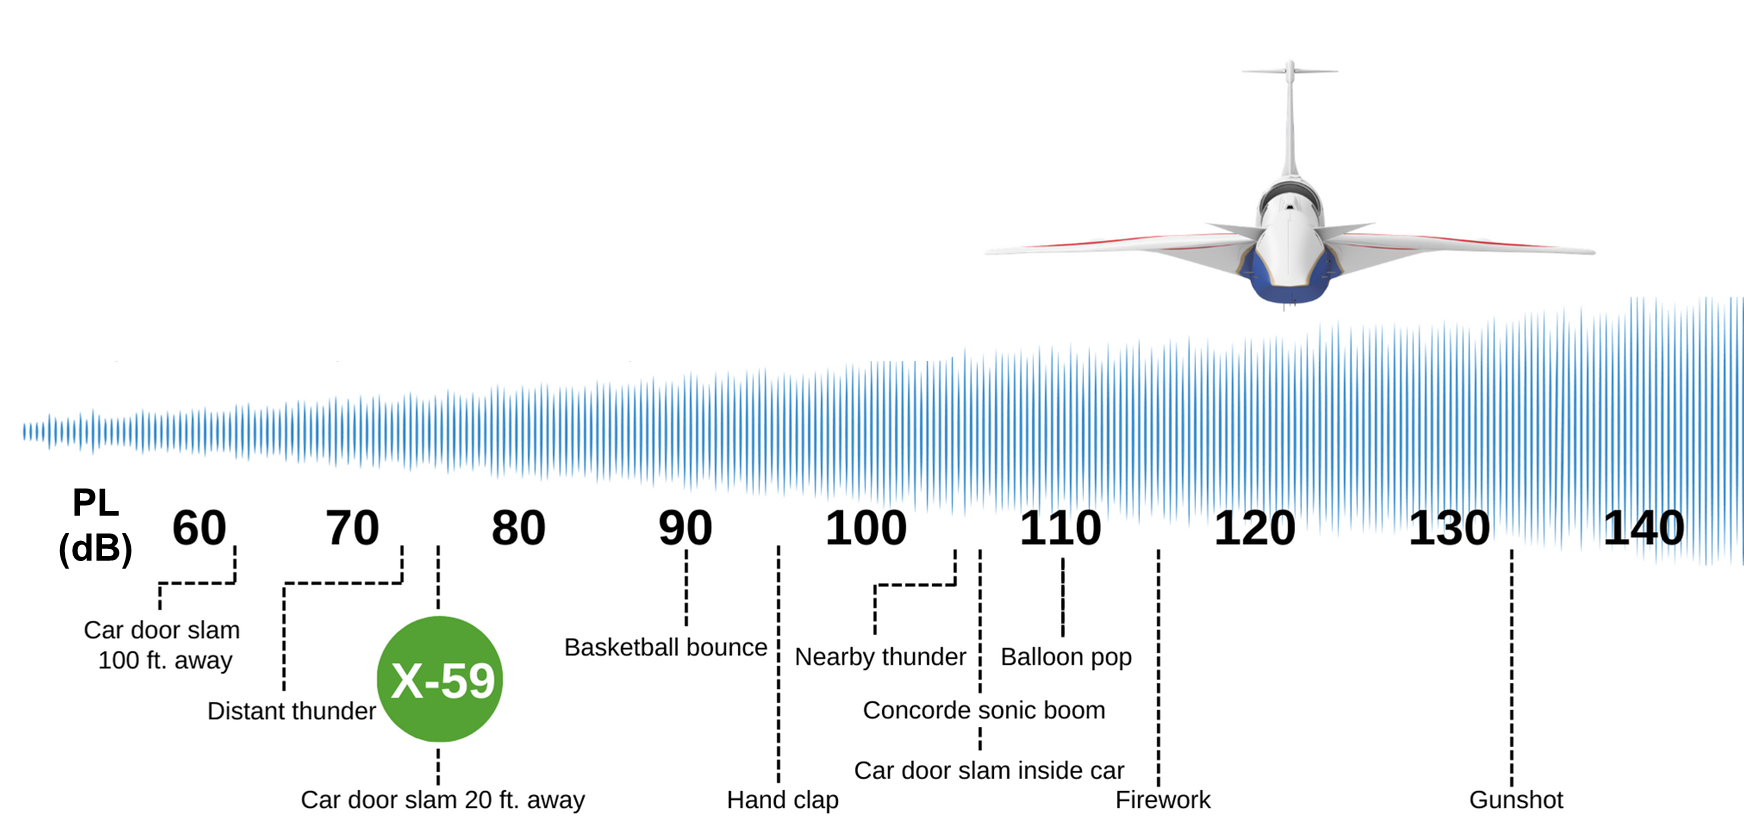 PL
(dB)
60 70 80 90 100 110 120 130 140
Car door slam
100 ft. away
Distant thunder
X-59
Car door slam 20 ft. away
Basketball bounce
Hand clap
Nearby thunder
Concorde sonic boom
Car door slam inside car
Balloon pop
Firework
Gunshot